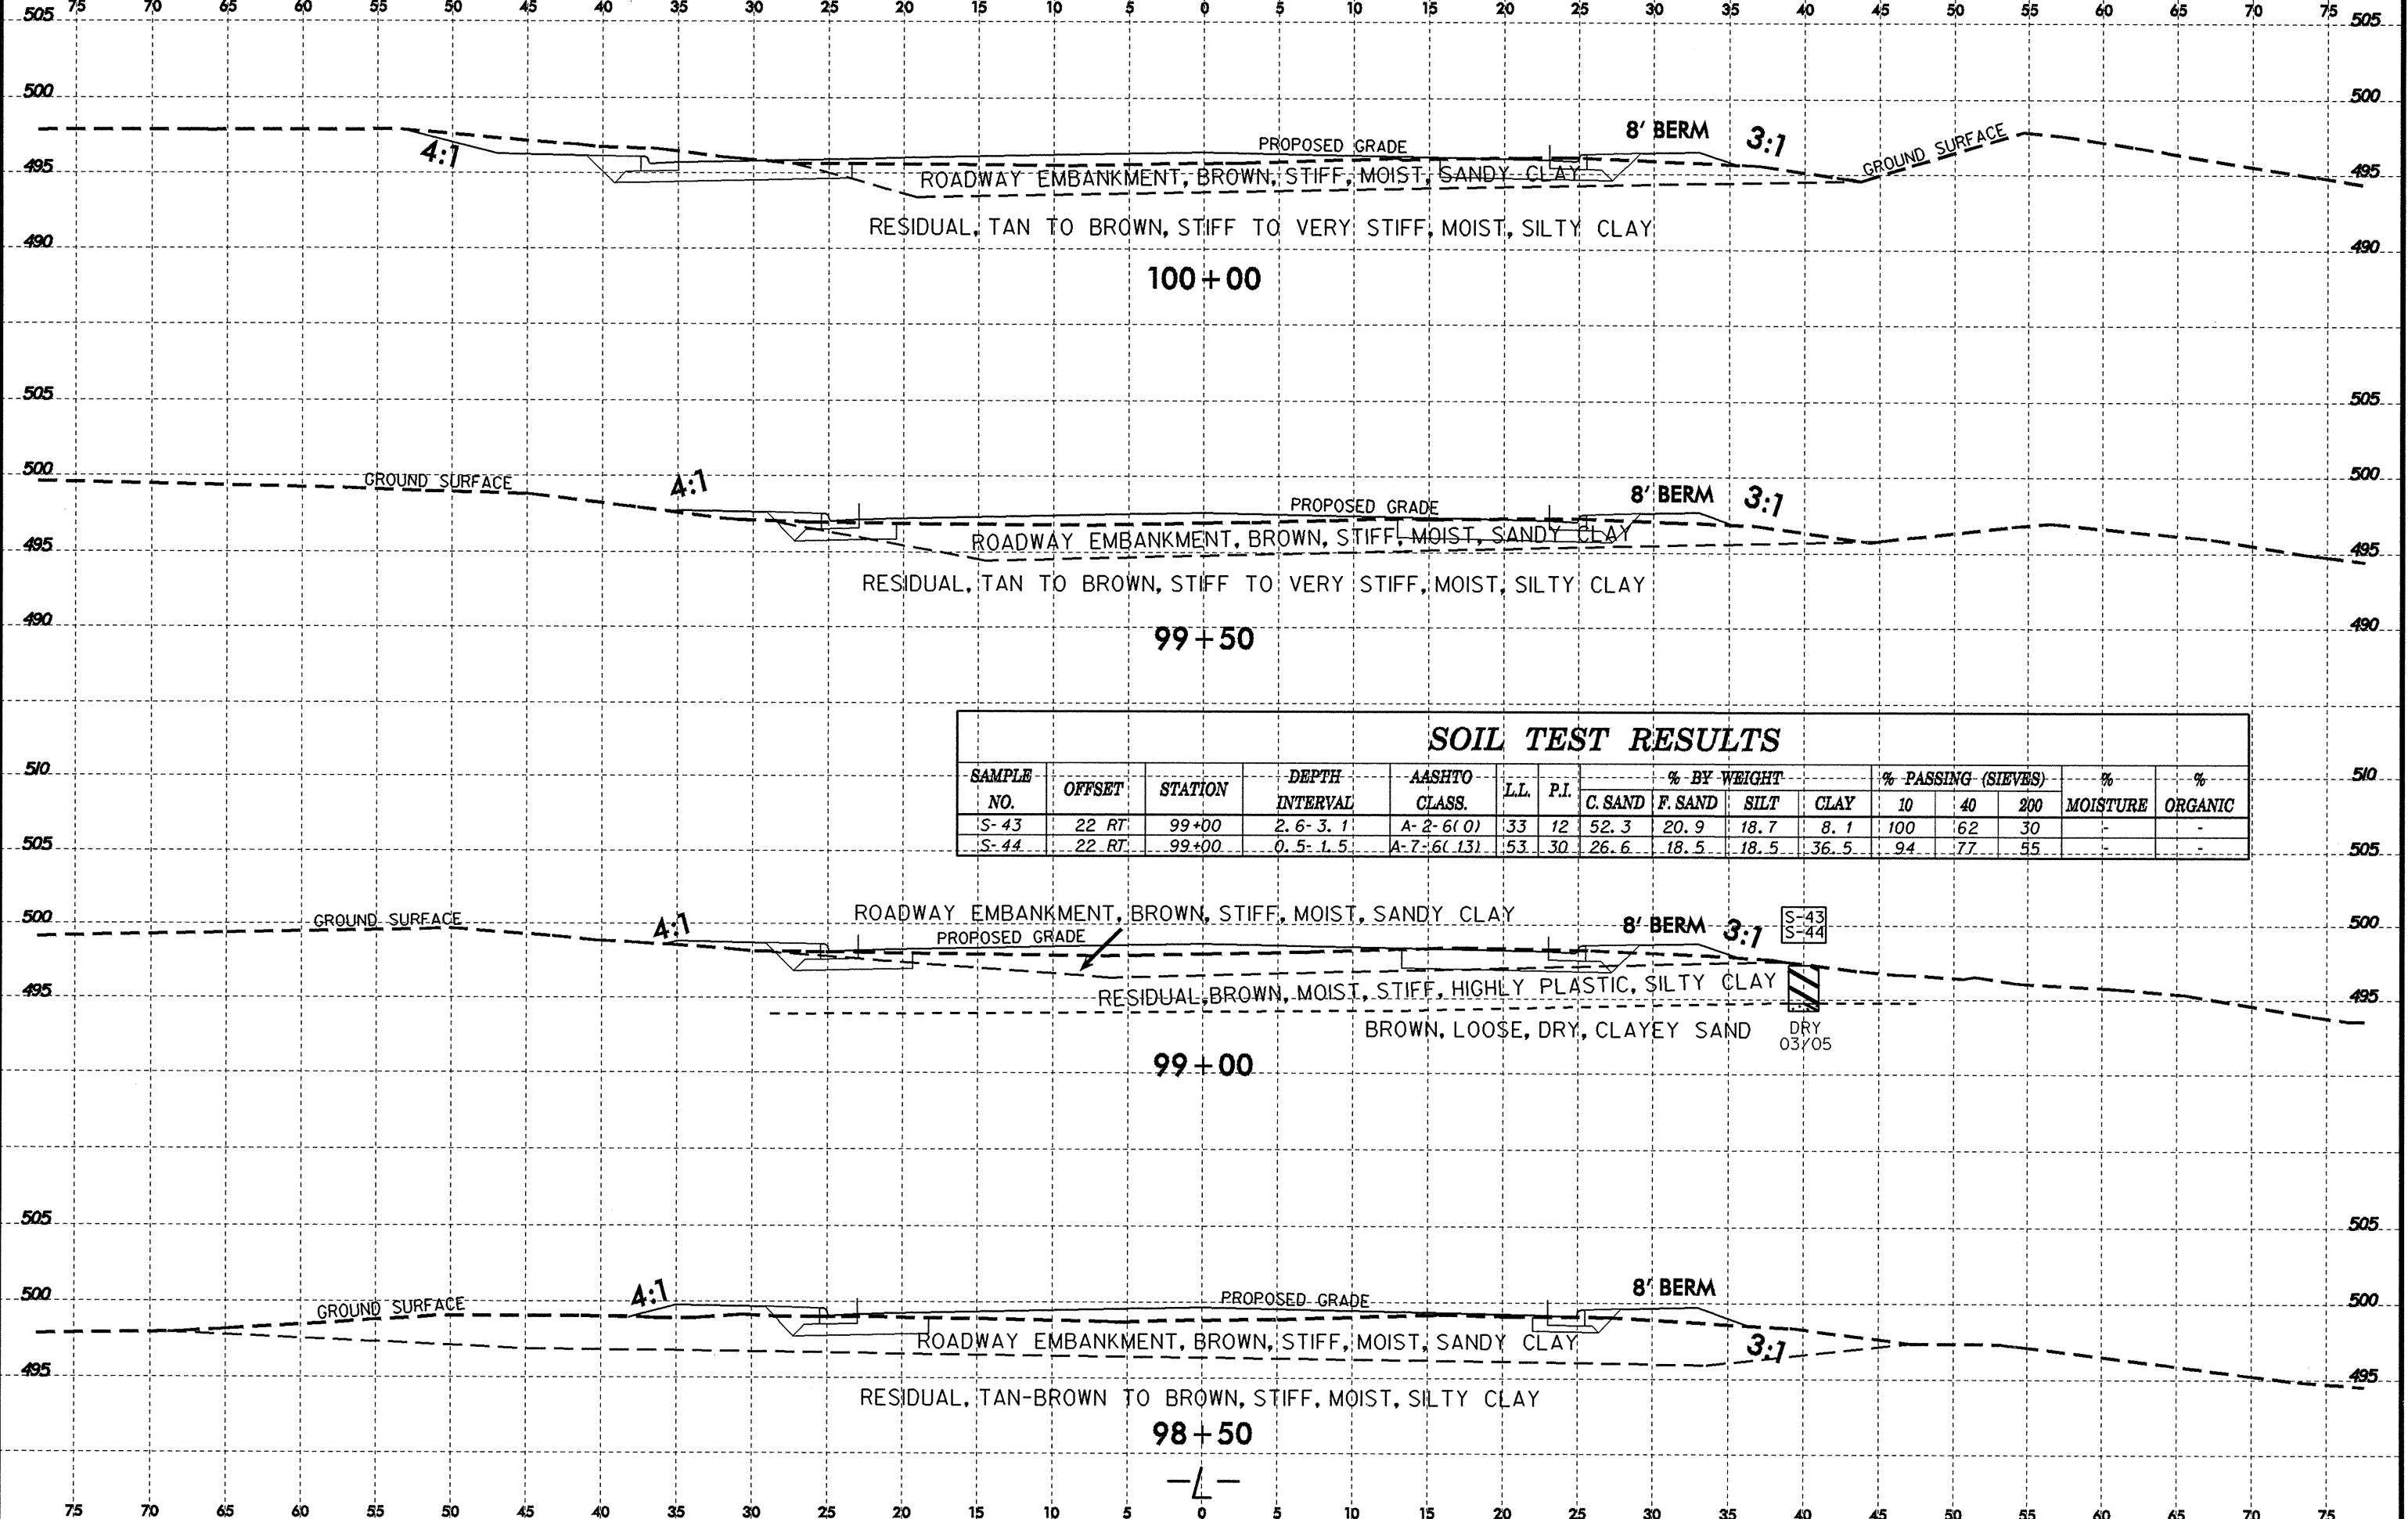 75 70 65 60 55 50 45 40 35 30 25 20 15 10 5 0 5 10 15 20 25 30 35 40 45 50 55 60 65 70 75
505 505
500 500
8' BERM 3:1
PROPOSED GRADE
GROUND SURFACE
4:1
495 495
ROADWAY EMBANKMENT, BROWN, STIFF, MOIST, SANDY CLAY
RESIDUAL, TAN TO BROWN, STIFF TO VERY STIFF, MOIST, SILTY CLAY
490 490
100+00
505 505
500 500
GROUND SURFACE
4:1
8' BERM 3:1
PROPOSED GRADE
ROADWAY EMBANKMENT, BROWN, STIFF, MOIST, SANDY CLAY
495 495
RESIDUAL, TAN TO BROWN, STIFF TO VERY STIFF, MOIST, SILTY CLAY
490 490
99+50
SOIL TEST RESULTS
510 510
SAMPLE NO. OFFSET STATION DEPTH INTERVAL AASHTO CLASS. L.L. P.I. % BY WEIGHT % PASSING (SIEVES) % MOISTURE % ORGANIC
C. SAND F. SAND SILT CLAY 10 40 200
S-43 22 RT 99+00 2.6-3.1 A-2-6(0) 33 12 52.3 20.9 18.7 8.1 100 62 30 - -
S-44 22 RT 99+00 0.5-1.5 A-7-6(13) 53 30 26.6 18.5 18.5 36.5 94 77 55 - -
505 505
ROADWAY EMBANKMENT, BROWN, STIFF, MOIST, SANDY CLAY
500 500
GROUND SURFACE
4:1
8' BERM 3:1
S-43
S-44
PROPOSED GRADE
RESIDUAL, BROWN, MOIST, STIFF, HIGHLY PLASTIC, SILTY CLAY
495 495
BROWN, LOOSE, DRY, CLAYEY SAND
DRY
03/05
99+00
505 505
500 500
4:1
8' BERM
GROUND SURFACE
PROPOSED GRADE
ROADWAY EMBANKMENT, BROWN, STIFF, MOIST, SANDY CLAY
3:1
495 495
RESIDUAL, TAN-BROWN TO BROWN, STIFF, MOIST, SILTY CLAY
98+50
-L-
75 70 65 60 55 50 45 40 35 30 25 20 15 10 5 0 5 10 15 20 25 30 35 40 45 50 55 60 65 70 75